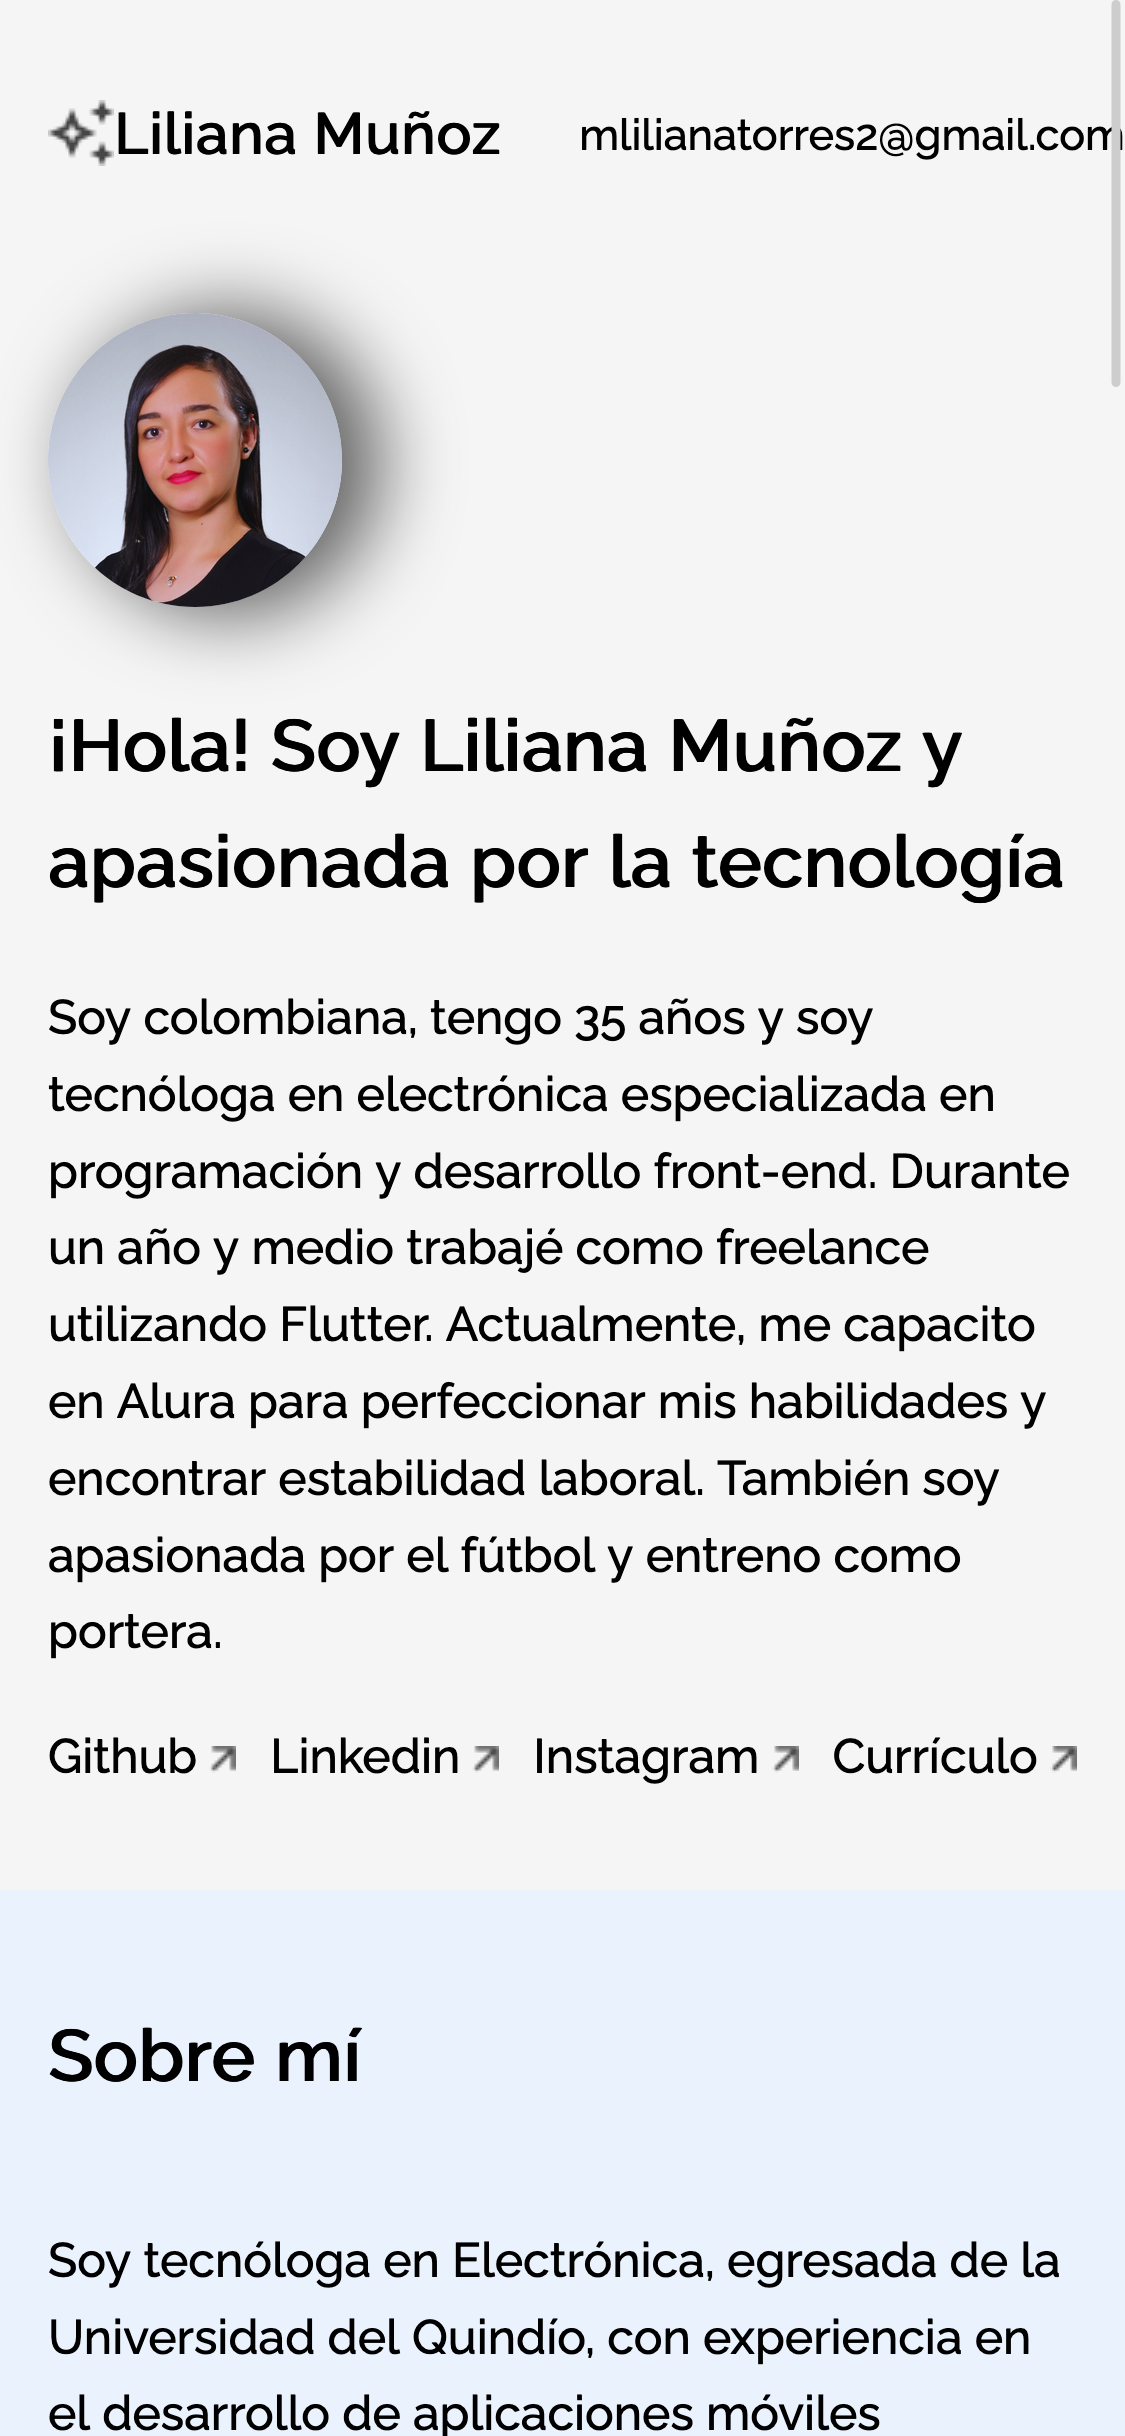 Liliana Muñoz
mlilianatorres2@gmail.com
¡Hola! Soy Liliana Muñoz y
apasionada por la tecnología
Soy colombiana, tengo 35 años y soy
tecnóloga en electrónica especializada en
programación y desarrollo front-end. Durante
un año y medio trabajé como freelance
utilizando Flutter. Actualmente, me capacito
en Alura para perfeccionar mis habilidades y
encontrar estabilidad laboral. También soy
apasionada por el fútbol y entreno como
portera.
Github Linkedin Instagram Currículo
Sobre mí
Soy tecnóloga en Electrónica, egresada de la
Universidad del Quindío, con experiencia en
el desarrollo de aplicaciones móviles